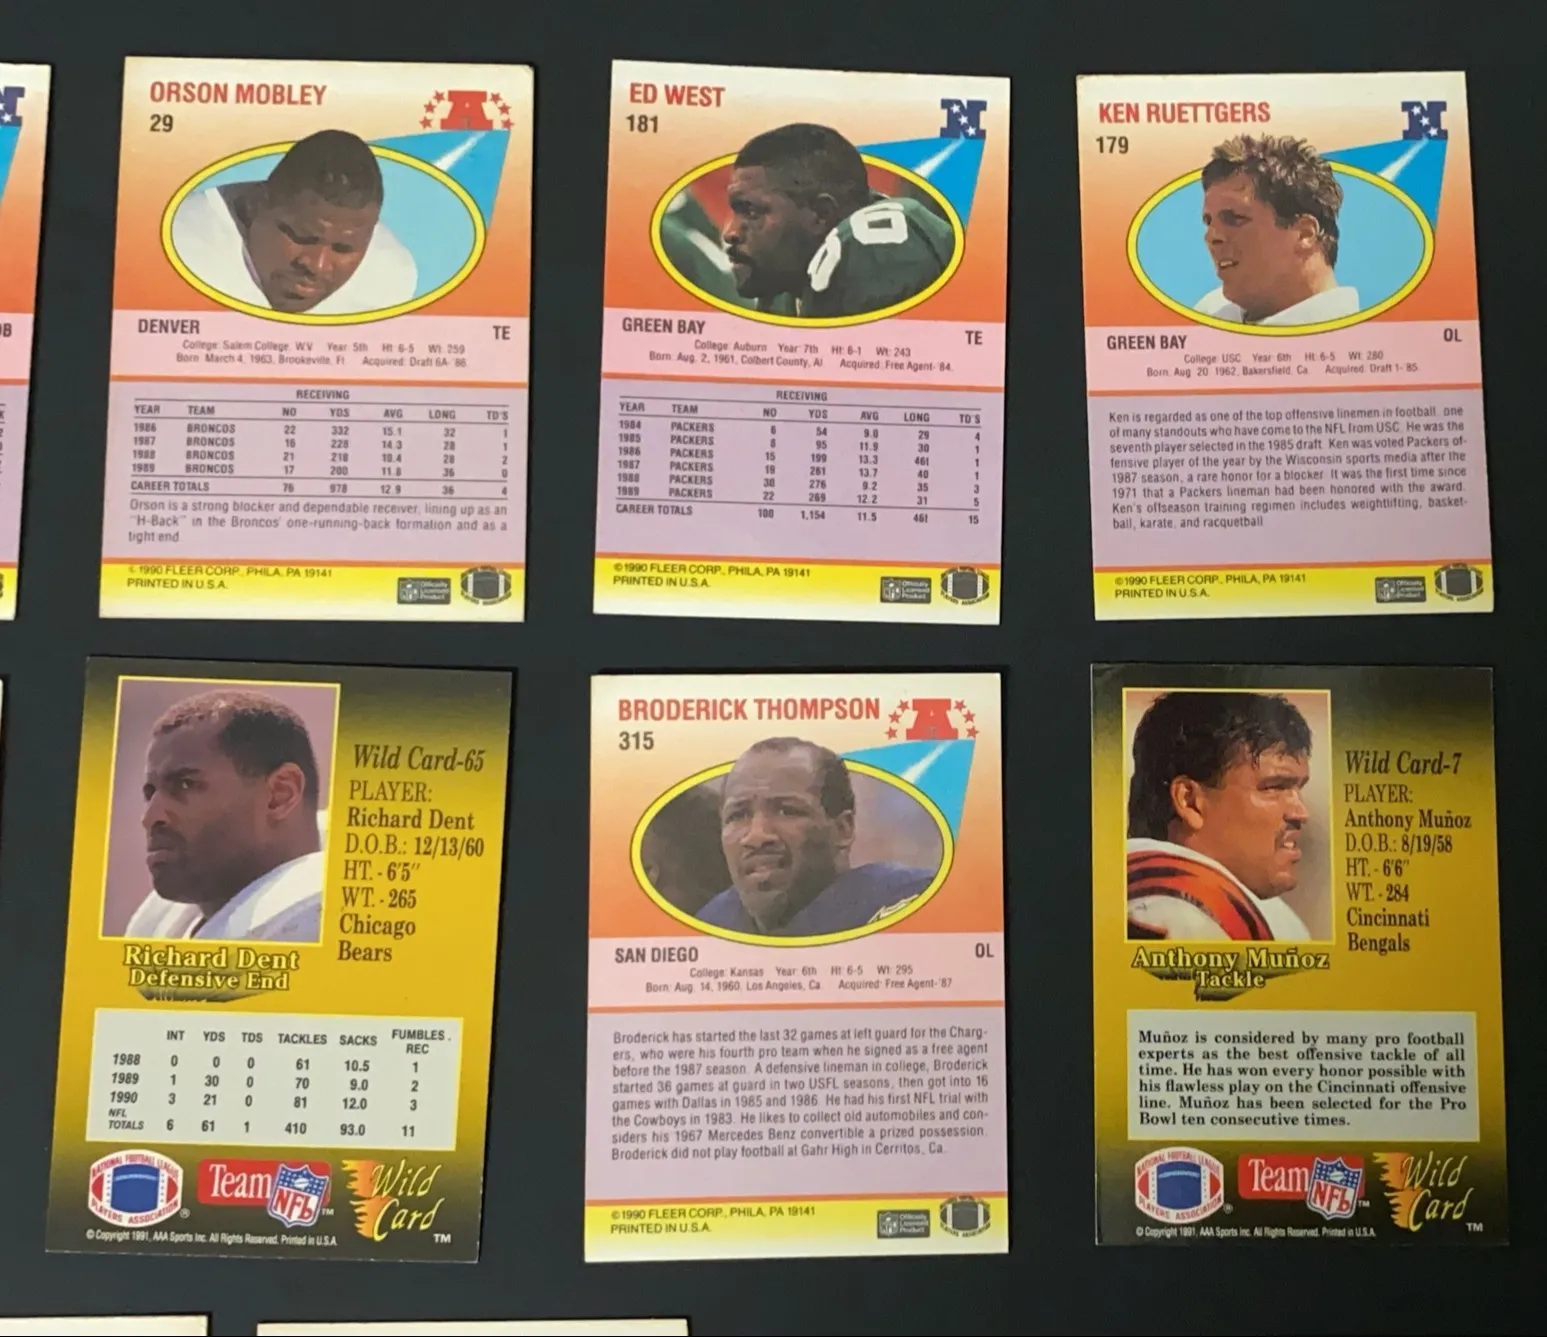 ORSON MOBLEY
29
DENVER TE
College: Salem College, W.V Year: 5th Ht: 6-5 Wt: 259
Born: March 4, 1963, Brookeville, Fl Acquired: Draft 6A-'86
RECEIVING
YEAR TEAM NO YDS AVG LONG TD'S
1986 BRONCOS 22 332 15.1 32 1
1987 BRONCOS 16 228 14.3 28 1
1988 BRONCOS 21 218 10.4 28 2
1989 BRONCOS 17 200 11.8 36 0
CAREER TOTALS 76 978 12.9 36 4
Orson is a strong blocker and dependable receiver, lining up as an
"H-Back" in the Broncos' one-running-back formation and as a
tight end
©1990 FLEER CORP., PHILA, PA 19141
PRINTED IN U.S.A.
Officially
Licensed
Product
ED WEST
181
GREEN BAY TE
College: Auburn Year: 7th Ht: 6-1 Wt: 243
Born: Aug. 2, 1961, Colbert County, Al Acquired: Free Agent-'84
RECEIVING
YEAR TEAM NO YDS AVG LONG TD'S
1984 PACKERS 6 54 9.0 29 4
1985 PACKERS 8 95 11.9 30 1
1986 PACKERS 15 199 13.3 46t 1
1987 PACKERS 19 261 13.7 40 1
1988 PACKERS 30 276 9.2 35 3
1989 PACKERS 22 269 12.2 31 5
CAREER TOTALS 100 1,154 11.5 46t 15
©1990 FLEER CORP., PHILA, PA 19141
PRINTED IN U.S.A.
Officially
Licensed
Product
KEN RUETTGERS
179
GREEN BAY OL
College: USC Year: 6th Ht: 6-5 Wt: 280
Born: Aug. 20 1962, Bakersfield, Ca. Acquired: Draft 1-'85
Ken is regarded as one of the top offensive linemen in football, one
of many standouts who have come to the NFL from USC. He was the
seventh player selected in the 1985 draft. Ken was voted Packers of-
fensive player of the year by the Wisconsin sports media after the
1987 season, a rare honor for a blocker. It was the first time since
1971 that a Packers lineman had been honored with the award.
Ken's offseason training regimen includes weightlifting, basket-
ball, karate, and racquetball
©1990 FLEER CORP., PHILA, PA 19141
PRINTED IN U.S.A.
Officially
Licensed
Product
Wild Card-65
PLAYER:
Richard Dent
D.O.B.: 12/13/60
HT. - 6'5"
WT. - 265
Chicago
Bears
Richard Dent
Defensive End
INT YDS TDS TACKLES SACKS FUMBLES REC
1988 0 0 0 61 10.5 1
1989 1 30 0 70 9.0 2
1990 3 21 0 81 12.0 3
NFL TOTALS 6 61 1 410 93.0 11
NATIONAL FOOTBALL LEAGUE
PLAYERS ASSOCIATION ®
Team NFL ™
Wild Card ™
© Copyright 1991, AAA Sports Inc. All Rights Reserved. Printed in U.S.A.
BRODERICK THOMPSON
315
SAN DIEGO OL
College: Kansas Year: 6th Ht: 6-5 Wt: 295
Born: Aug. 14, 1960, Los Angeles, Ca. Acquired: Free Agent-'87
Broderick has started the last 32 games at left guard for the Charg-
ers, who were his fourth pro team when he signed as a free agent
before the 1987 season. A defensive lineman in college, Broderick
started 36 games at guard in two USFL seasons, then got into 16
games with Dallas in 1985 and 1986. He had his first NFL trial with
the Cowboys in 1983. He likes to collect old automobiles and con-
siders his 1967 Mercedes Benz convertible a prized possession.
Broderick did not play football at Gahr High in Cerritos, Ca.
©1990 FLEER CORP., PHILA, PA 19141
PRINTED IN U.S.A.
Officially
Licensed
Product
Wild Card-7
PLAYER:
Anthony Muñoz
D.O.B.: 8/19/58
HT. - 6'6"
WT. - 284
Cincinnati
Bengals
Anthony Muñoz
Tackle
Muñoz is considered by many pro football
experts as the best offensive tackle of all
time. He has won every honor possible with
his flawless play on the Cincinnati offensive
line. Muñoz has been selected for the Pro
Bowl ten consecutive times.
NATIONAL FOOTBALL LEAGUE
PLAYERS ASSOCIATION ®
Team NFL ™
Wild Card ™
© Copyright 1991, AAA Sports Inc. All Rights Reserved. Printed in U.S.A.